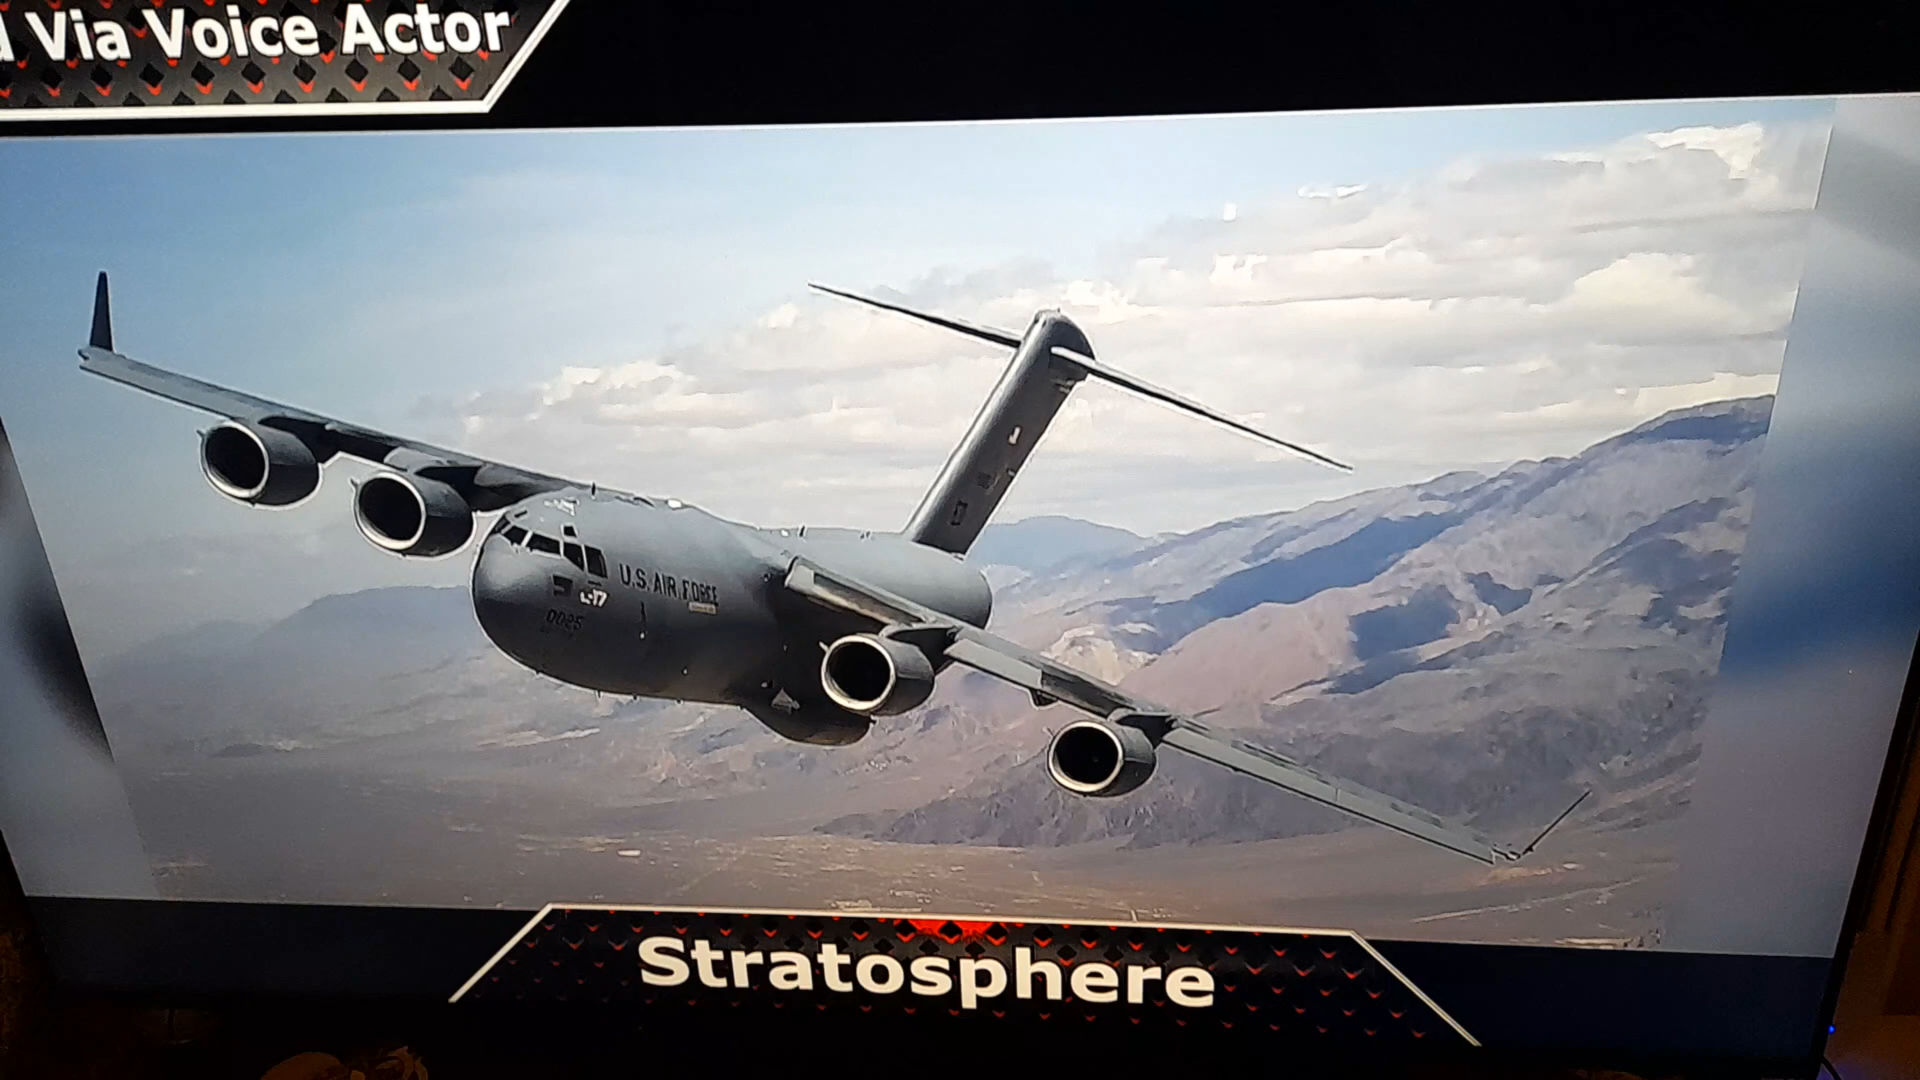 Via Voice Actor
U.S. AIR FORCE
C-17
0025
Stratosphere